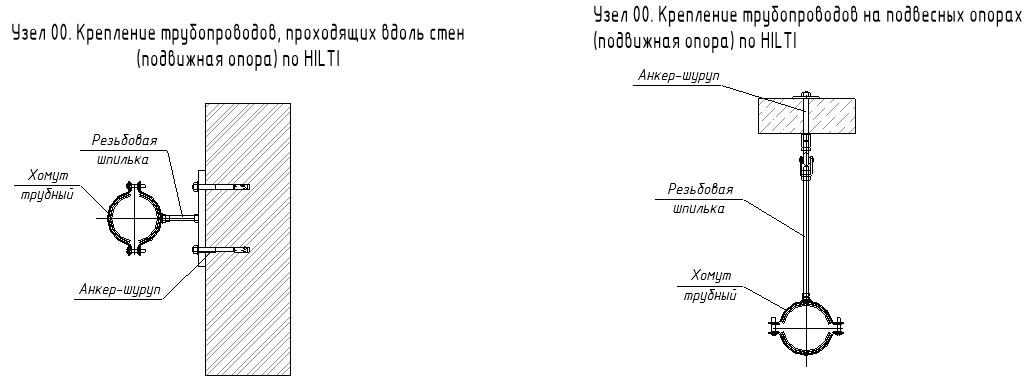 Узел 00. Крепление трубопроводов, проходящих вдоль стен
(подвижная опора) по HILTI
Резьбовая
шпилька
Хомут
трубный
Анкер-шуруп
Узел 00. Крепление трубопроводов на подвесных опорах
(подвижная опора) по HILTI
Анкер-шуруп
Резьбовая
шпилька
Хомут
трубный